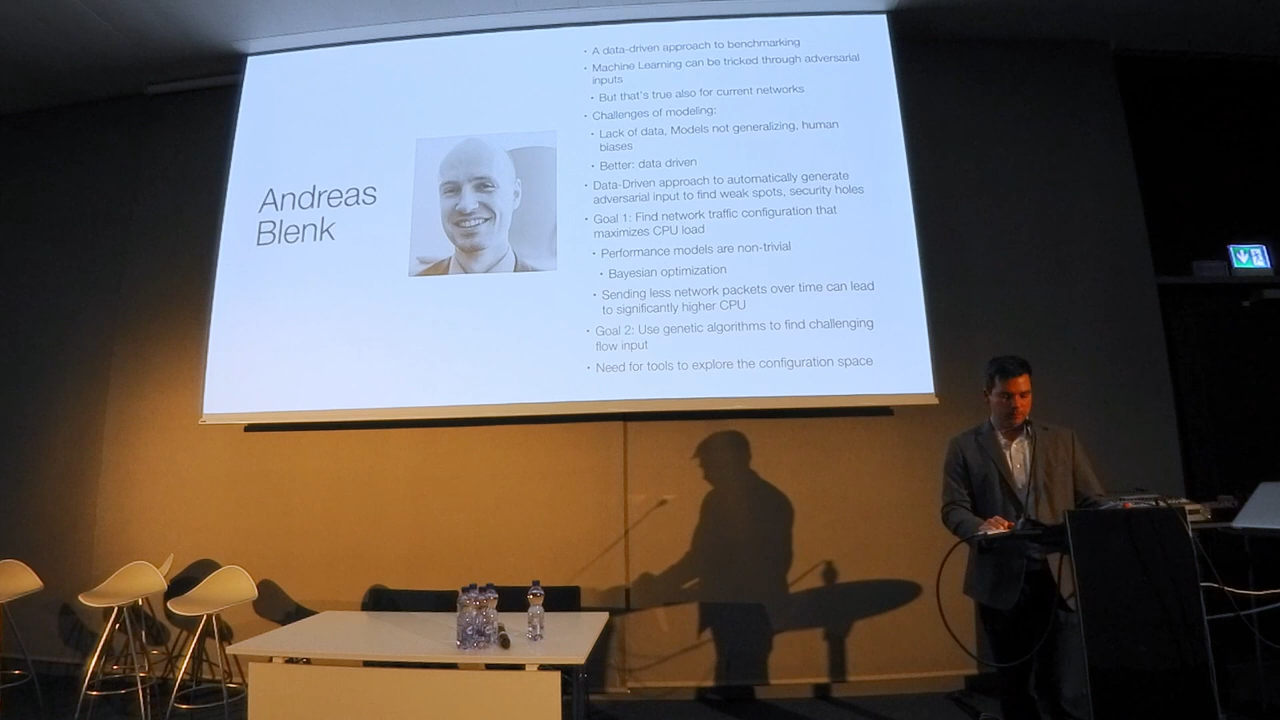 Andreas
Blenk
• A data-driven approach to benchmarking
• Machine Learning can be tricked through adversarial
inputs
• But that's true also for current networks
• Challenges of modeling:
• Lack of data, Models not generalizing, human
biases
• Better: data driven
• Data-Driven approach to automatically generate
adversarial input to find weak spots, security holes
• Goal 1: Find network traffic configuration that
maximizes CPU load
• Performance models are non-trivial
• Bayesian optimization
• Sending less network packets over time can lead
to significantly higher CPU
• Goal 2: Use genetic algorithms to find challenging
flow input
• Need for tools to explore the configuration space